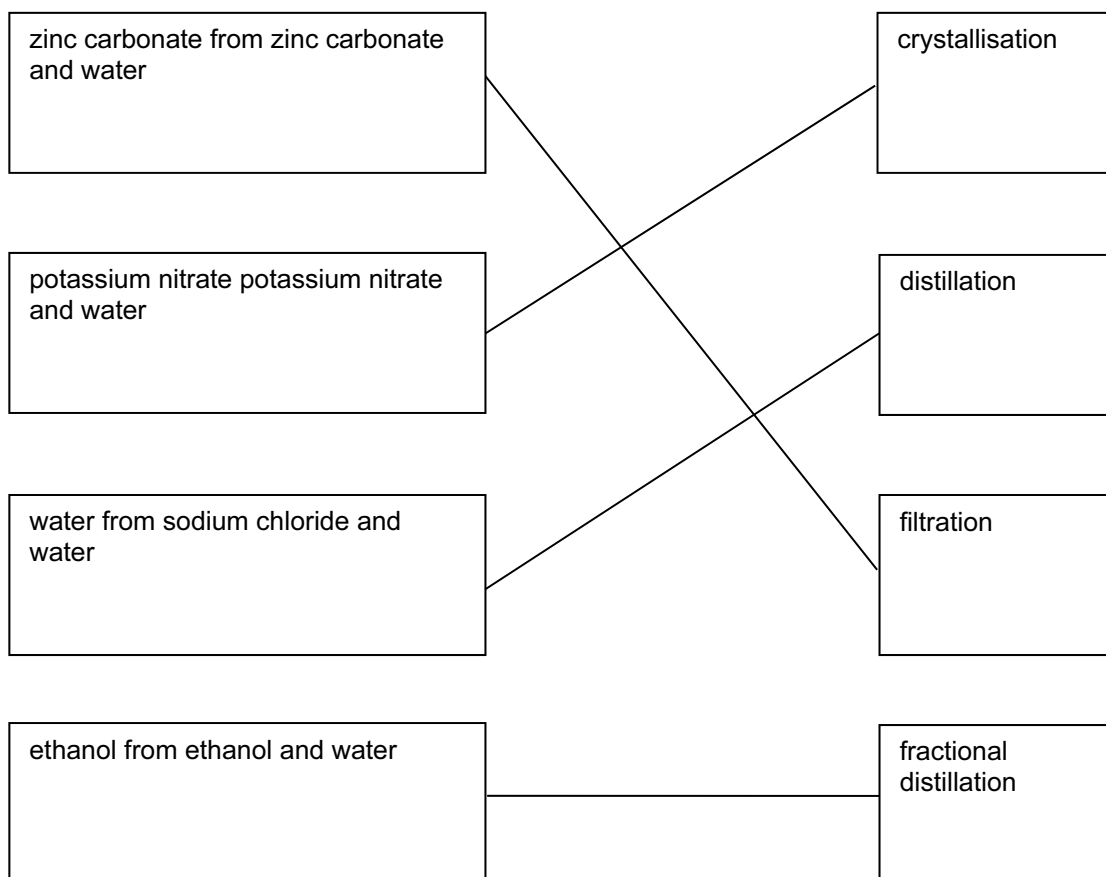 zinc carbonate from zinc carbonate
and water
crystallisation
potassium nitrate potassium nitrate
and water
distillation
water from sodium chloride and
water
filtration
ethanol from ethanol and water
fractional
distillation